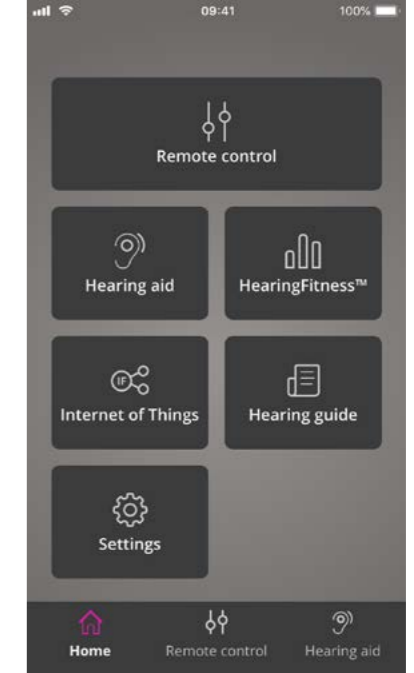 09:41 100%
Remote control
Hearing aid HearingFitness™
IF
Internet of Things Hearing guide
Settings
Home Remote control Hearing aid